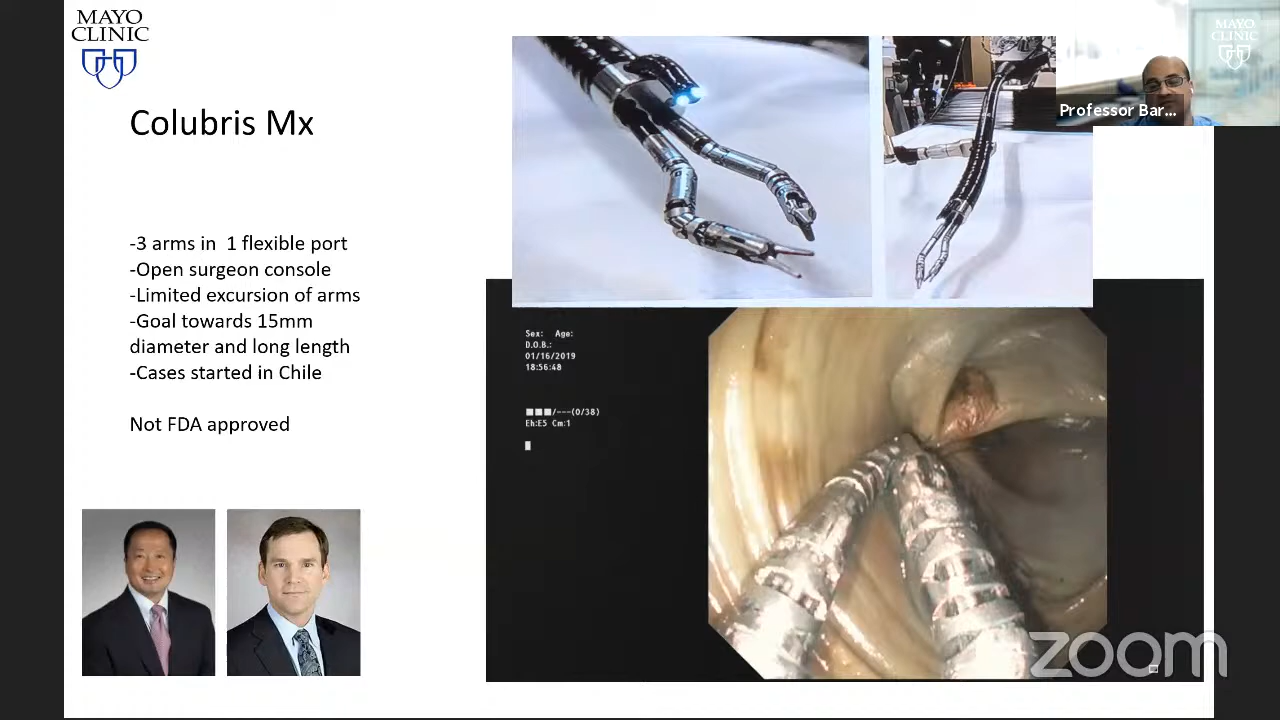 MAYO
CLINIC
Colubris Mx
-3 arms in 1 flexible port
-Open surgeon console
-Limited excursion of arms
-Goal towards 15mm
diameter and long length
-Cases started in Chile
Not FDA approved
Sex: Age:
D.O.B.:
01/16/2019
18:56:48
■■■/---(0/38)
Eh:E5 Cm:1
MAYO
CLINIC
Professor Bar...
zoom